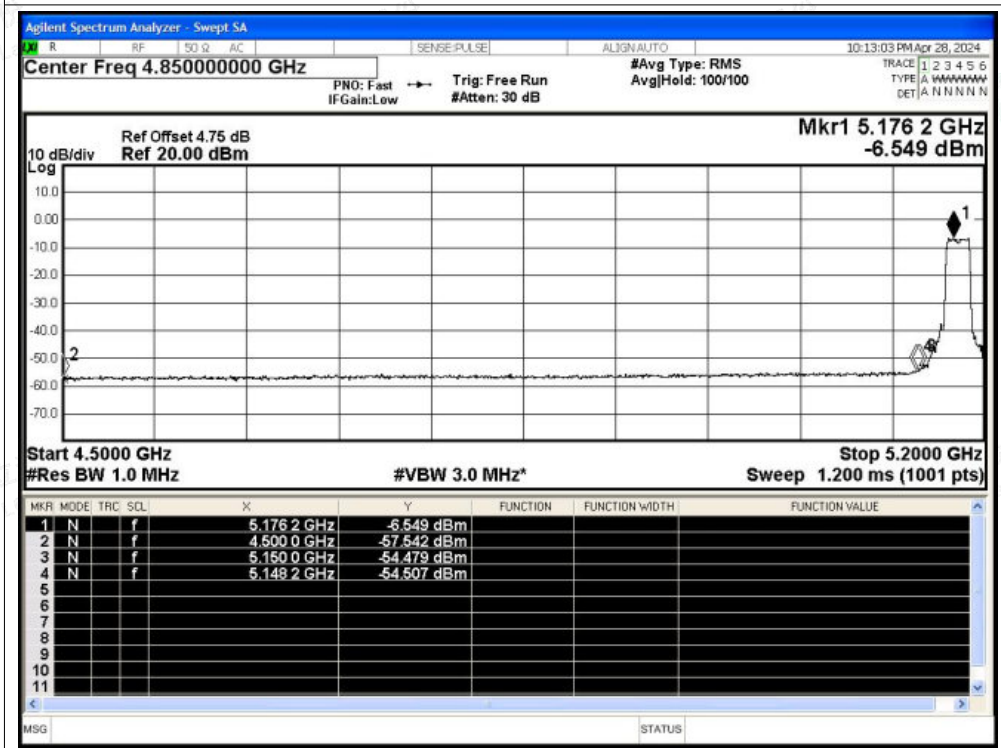 Agilent Spectrum Analyzer - Swept SA
LXI R RF 50 Ω AC SENSE:PULSE ALIGNAUTO 10:13:03 PM Apr 28, 2024
Center Freq 4.850000000 GHz #Avg Type: RMS TRACE 1 2 3 4 5 6
PNO: Fast Trig: Free Run Avg|Hold: 100/100 TYPE A WWWWW
IFGain:Low #Atten: 30 dB DET A N N N N N
Mkr1 5.176 2 GHz
Ref Offset 4.75 dB
10 dB/div Ref 20.00 dBm -6.549 dBm
Log
10.0
1
0.00
-10.0
-20.0
-30.0
-40.0
-50.0 2
-60.0
-70.0
Start 4.5000 GHz Stop 5.2000 GHz
#Res BW 1.0 MHz #VBW 3.0 MHz* Sweep 1.200 ms (1001 pts)
MKR MODE TRC SCL X Y FUNCTION FUNCTION WIDTH FUNCTION VALUE
1 N f 5.176 2 GHz -6.549 dBm
2 N f 4.500 0 GHz -57.542 dBm
3 N f 5.150 0 GHz -54.479 dBm
4 N f 5.148 2 GHz -54.507 dBm
5
6
7
8
9
10
11
MSG STATUS